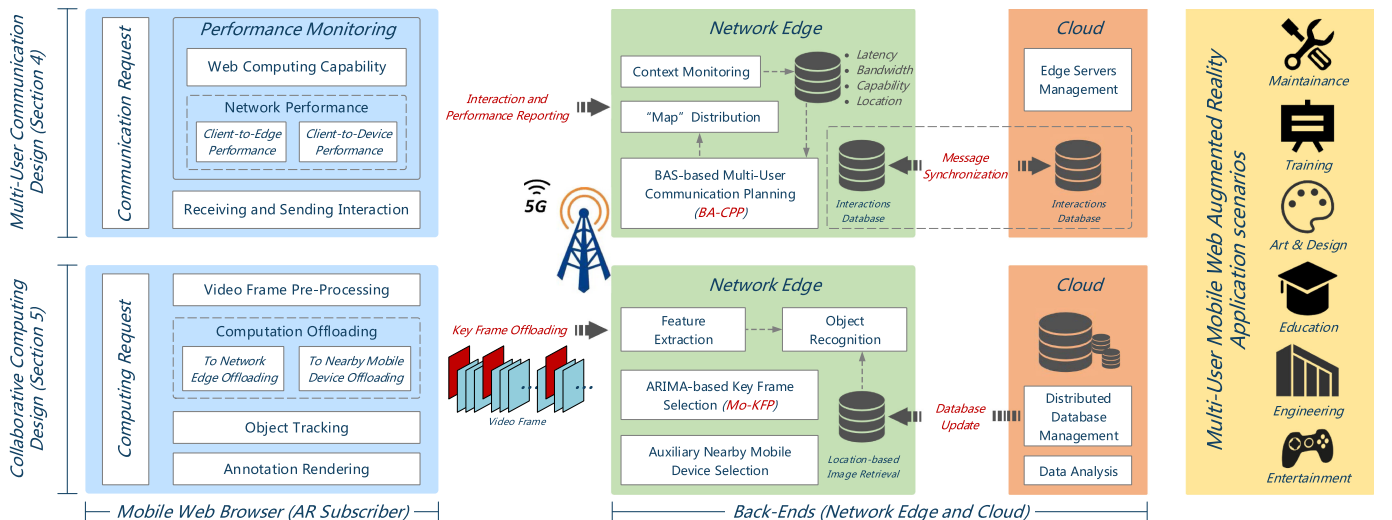 Multi-User Communication
Design (Section 4)
Communication Request
Performance Monitoring
Web Computing Capability
Network Performance
Client-to-Edge
Performance
Client-to-Device
Performance
Receiving and Sending Interaction
Interaction and
Performance Reporting
5G
Network Edge
Context Monitoring
• Latency
• Bandwidth
• Capability
• Location
“Map” Distribution
BAS-based Multi-User
Communication Planning
(BA-CPP)
Interactions
Database
Message
Synchronization
Cloud
Edge Servers
Management
Interactions
Database
Collaborative Computing
Design (Section 5)
Computing Request
Video Frame Pre-Processing
Computation Offloading
To Network
Edge Offloading
To Nearby Mobile
Device Offloading
Object Tracking
Annotation Rendering
Key Frame Offloading
... ...
Video Frame
Network Edge
Feature
Extraction
Object
Recognition
ARIMA-based Key Frame
Selection (Mo-KFP)
Auxiliary Nearby Mobile
Device Selection
Location-based
Image Retrieval
Database
Update
Cloud
Distributed
Database
Management
Data Analysis
Mobile Web Browser (AR Subscriber)
Back-Ends (Network Edge and Cloud)
Multi-User Mobile Web Augmented Reality
Application scenarios
Maintainance
Training
Art & Design
Education
Engineering
Entertainment